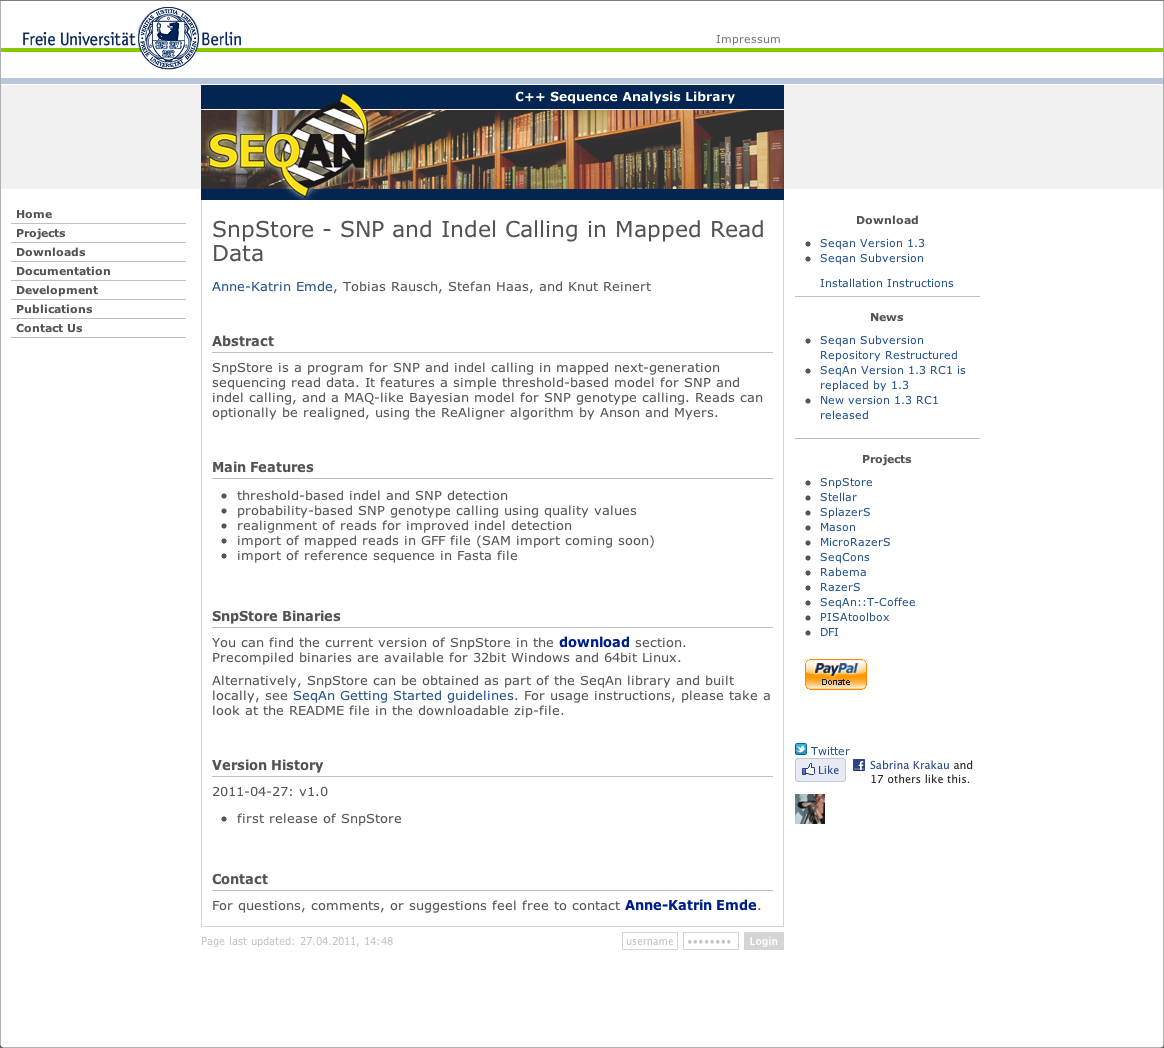 Freie Universität Berlin
Impressum
C++ Sequence Analysis Library
SEQAN
Home
Projects
Downloads
Documentation
Development
Publications
Contact Us
SnpStore - SNP and Indel Calling in Mapped Read
Data
Anne-Katrin Emde, Tobias Rausch, Stefan Haas, and Knut Reinert
Abstract
SnpStore is a program for SNP and indel calling in mapped next-generation
sequencing read data. It features a simple threshold-based model for SNP and
indel calling, and a MAQ-like Bayesian model for SNP genotype calling. Reads can
optionally be realigned, using the ReAligner algorithm by Anson and Myers.
Main Features
• threshold-based indel and SNP detection
• probability-based SNP genotype calling using quality values
• realignment of reads for improved indel detection
• import of mapped reads in GFF file (SAM import coming soon)
• import of reference sequence in Fasta file
SnpStore Binaries
You can find the current version of SnpStore in the download section.
Precompiled binaries are available for 32bit Windows and 64bit Linux.
Alternatively, SnpStore can be obtained as part of the SeqAn library and built
locally, see SeqAn Getting Started guidelines. For usage instructions, please take a
look at the README file in the downloadable zip-file.
Version History
2011-04-27: v1.0
• first release of SnpStore
Contact
For questions, comments, or suggestions feel free to contact Anne-Katrin Emde.
Page last updated: 27.04.2011, 14:48
username
••••••••
Login
Download
• Seqan Version 1.3
• Seqan Subversion
Installation Instructions
News
• Seqan Subversion
Repository Restructured
• SeqAn Version 1.3 RC1 is
replaced by 1.3
• New version 1.3 RC1
released
Projects
• SnpStore
• Stellar
• SplazerS
• Mason
• MicroRazerS
• SeqCons
• Rabema
• RazerS
• SeqAn::T-Coffee
• PISAtoolbox
• DFI
PayPal
Donate
Twitter
Like
Sabrina Krakau and
17 others like this.